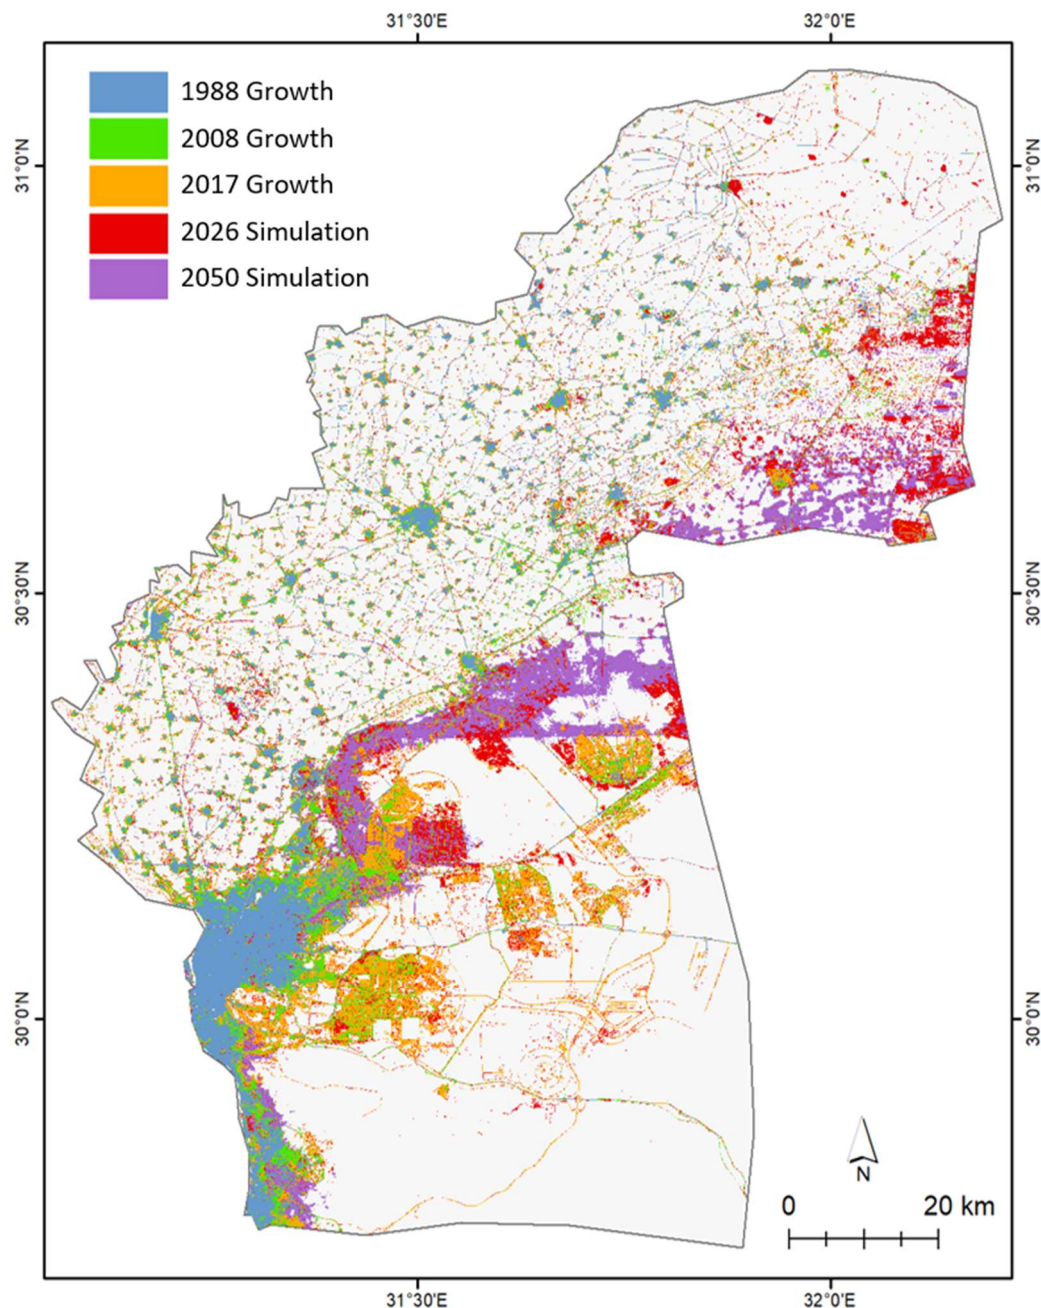 31°30'E 32°0'E
1988 Growth
2008 Growth
2017 Growth
2026 Simulation
2050 Simulation
31°0'N 31°0'N
30°30'N 30°30'N
30°0'N 30°0'N
N
0 20 km
31°30'E 32°0'E